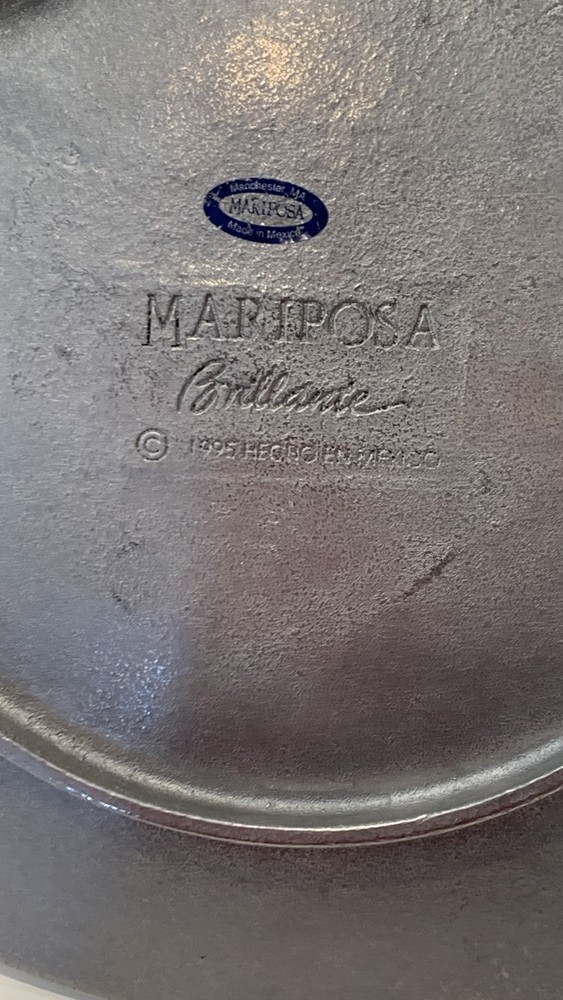 Manchester, MA
MARIPOSA
Made in Mexico
MARIPOSA
Brillante
© 1995 HECHO EN MEXICO